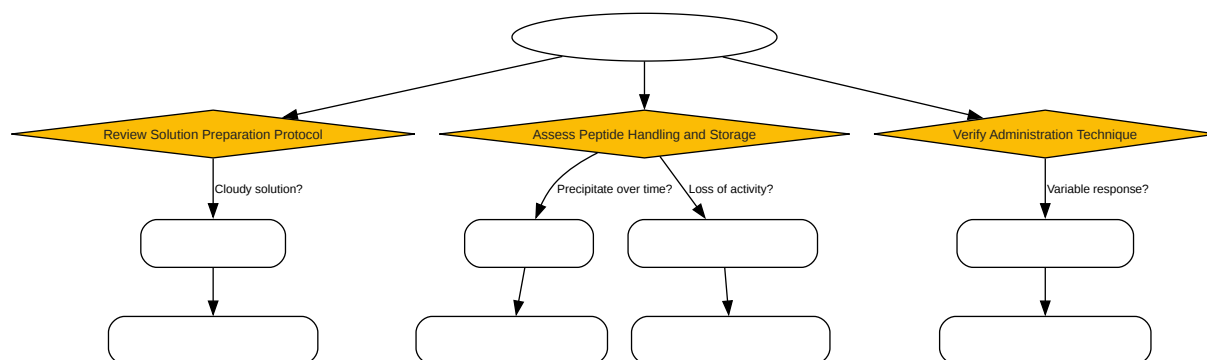 Review Solution Preparation Protocol
Assess Peptide Handling and Storage
Verify Administration Technique
Cloudy solution?
Precipitate over time?
Loss of activity?
Variable response?